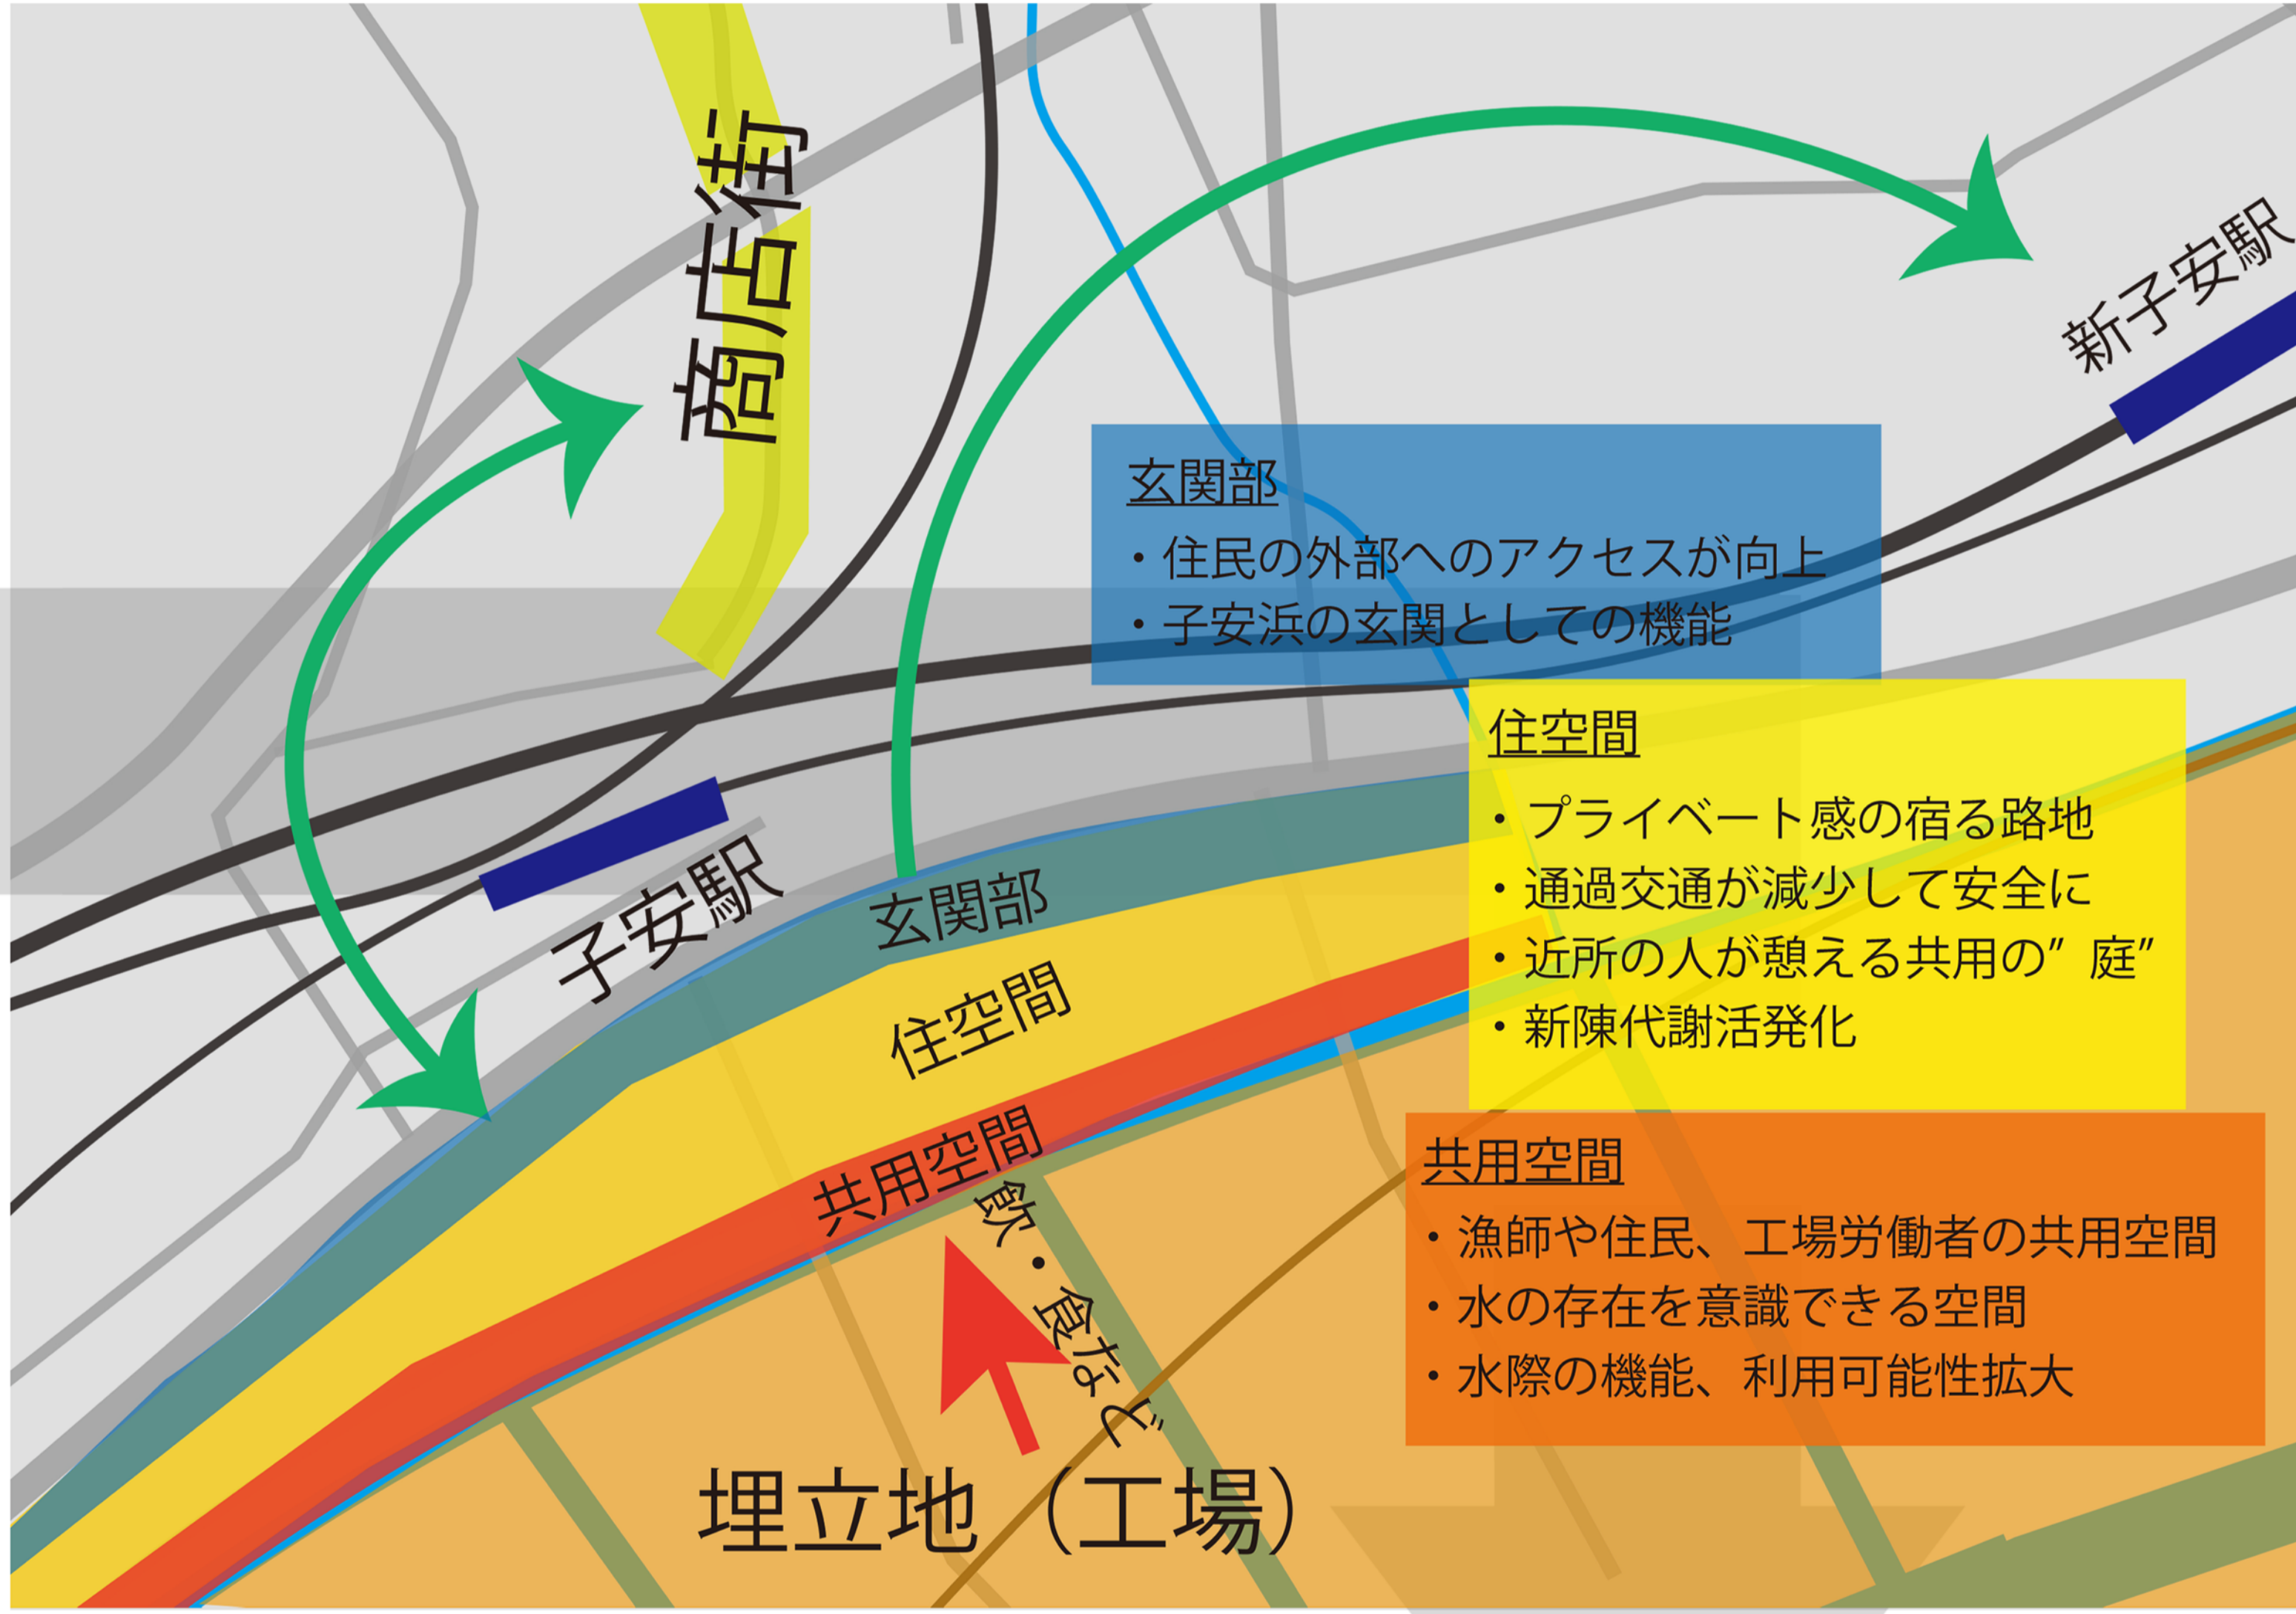 商店街
新子安駅
玄関部
・住民の外部へのアクセスが向上
・子安浜の玄関としての機能
住空間
・プライベート感の宿る路地
・通過交通が減少して安全に
・近所の人が憩える共用の”庭”
・新陳代謝活発化
子安駅
玄関部
住空間
共用空間
飲・食など
共用空間
・漁師や住民、工場労働者の共用空間
・水の存在を意識できる空間
・水際の機能、利用可能性拡大
埋立地（工場）